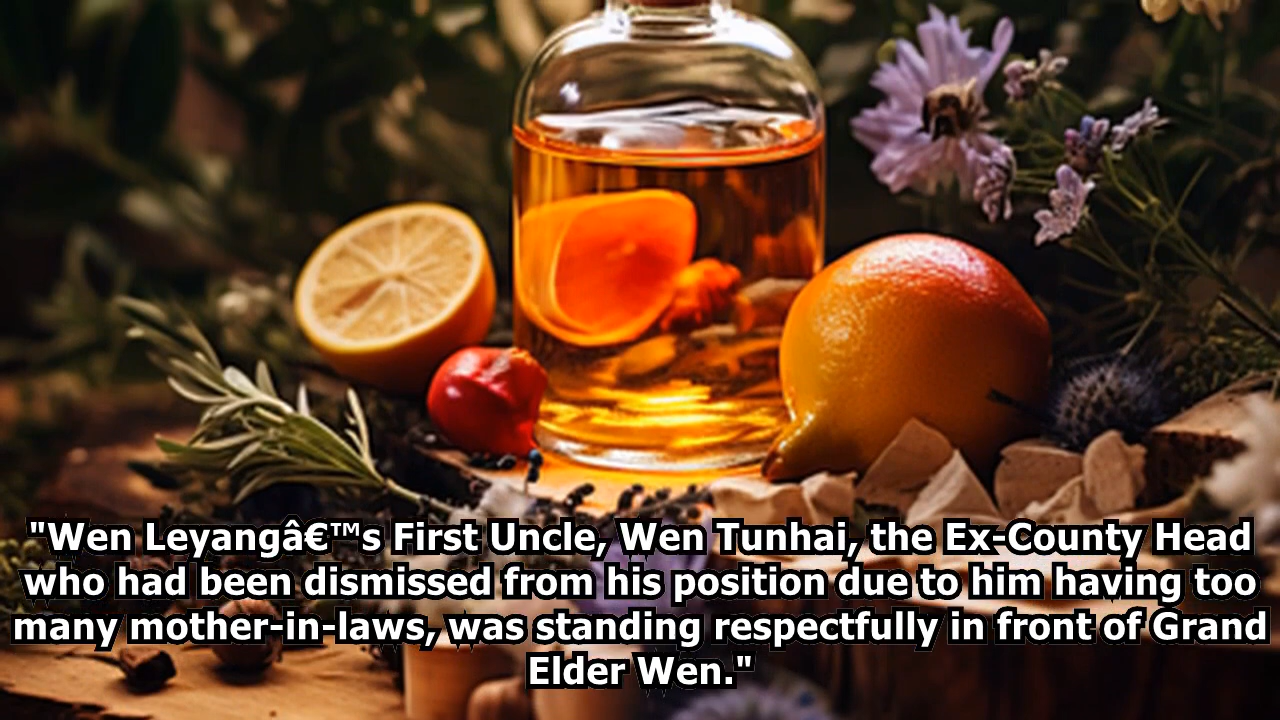 "Wen Leyangâ€™s First Uncle, Wen Tunhai, the Ex-County Head
who had been dismissed from his position due to him having too
many mother-in-laws, was standing respectfully in front of Grand
Elder Wen."